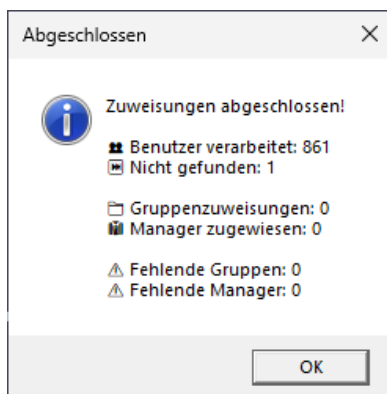 Abgeschlossen
Zuweisungen abgeschlossen!
Benutzer verarbeitet: 861
Nicht gefunden: 1
Gruppenzuweisungen: 0
Manager zugewiesen: 0
Fehlende Gruppen: 0
Fehlende Manager: 0
OK